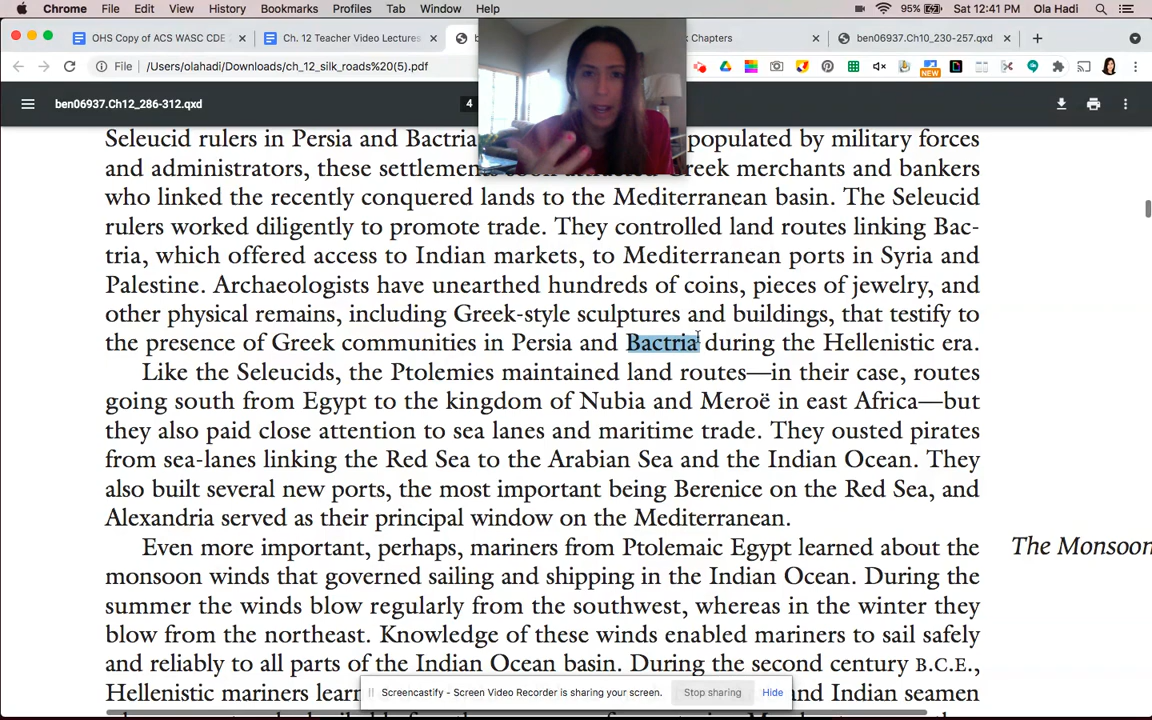 Chrome File Edit View History Bookmarks Profiles Tab Window Help 95% Sat 12:41 PM Ola Hadi
OHS Copy of ACS WASC CDE Ch. 12 Teacher Video Lectures b Chapters ben06937.Ch10_230-257.qxd
File /Users/olahadi/Downloads/ch_12_silk_roads%20(5).pdf NEW
ben06937.Ch12_286-312.qxd 4
Seleucid rulers in Persia and Bactria populated by military forces
and administrators, these settlements Greek merchants and bankers
who linked the recently conquered lands to the Mediterranean basin. The Seleucid
rulers worked diligently to promote trade. They controlled land routes linking Bac-
tria, which offered access to Indian markets, to Mediterranean ports in Syria and
Palestine. Archaeologists have unearthed hundreds of coins, pieces of jewelry, and
other physical remains, including Greek-style sculptures and buildings, that testify to
the presence of Greek communities in Persia and Bactria during the Hellenistic era.
Like the Seleucids, the Ptolemies maintained land routes—in their case, routes
going south from Egypt to the kingdom of Nubia and Meroë in east Africa—but
they also paid close attention to sea lanes and maritime trade. They ousted pirates
from sea-lanes linking the Red Sea to the Arabian Sea and the Indian Ocean. They
also built several new ports, the most important being Berenice on the Red Sea, and
Alexandria served as their principal window on the Mediterranean.
Even more important, perhaps, mariners from Ptolemaic Egypt learned about the
The Monsoon
monsoon winds that governed sailing and shipping in the Indian Ocean. During the
summer the winds blow regularly from the southwest, whereas in the winter they
blow from the northeast. Knowledge of these winds enabled mariners to sail safely
and reliably to all parts of the Indian Ocean basin. During the second century B.C.E.,
Hellenistic mariners and Indian seamen
Screencastify - Screen Video Recorder is sharing your screen. Stop sharing Hide